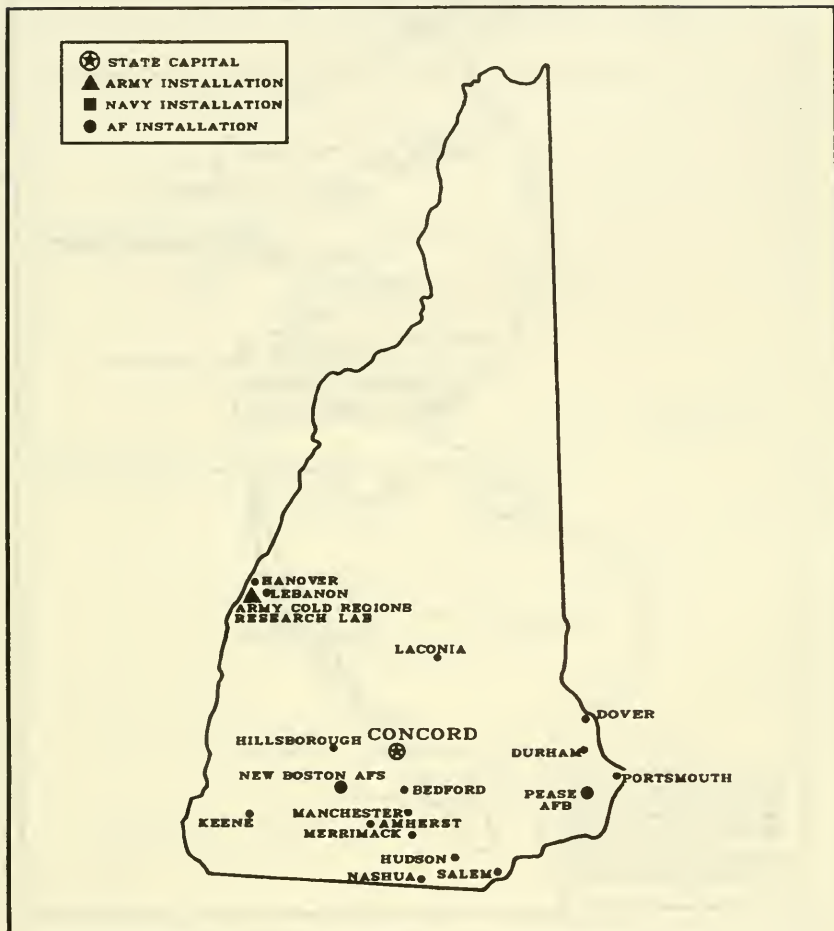 STATE CAPITAL
ARMY INSTALLATION
NAVY INSTALLATION
AF INSTALLATION
HANOVER
LEBANON
ARMY COLD REGIONS
RESEARCH LAB
LACONIA
DOVER
HILLSBOROUGH
CONCORD
DURHAM
NEW BOSTON AFS
BEDFORD
PORTSMOUTH
PEASE
AFB
KEENE
MANCHESTER
AMHERST
MERRIMACK
HUDSON
NASHUA
SALEM